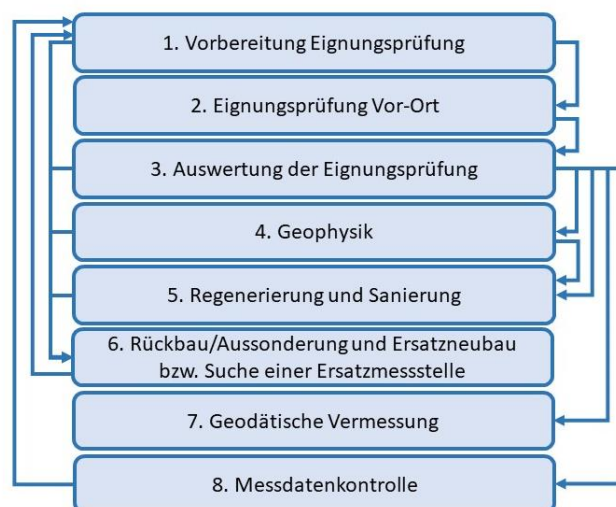 1. Vorbereitung Eignungsprüfung
2. Eignungsprüfung Vor-Ort
3. Auswertung der Eignungsprüfung
4. Geophysik
5. Regenerierung und Sanierung
6. Rückbau/Aussonderung und Ersatzneubau
bzw. Suche einer Ersatzmessstelle
7. Geodätische Vermessung
8. Messdatenkontrolle